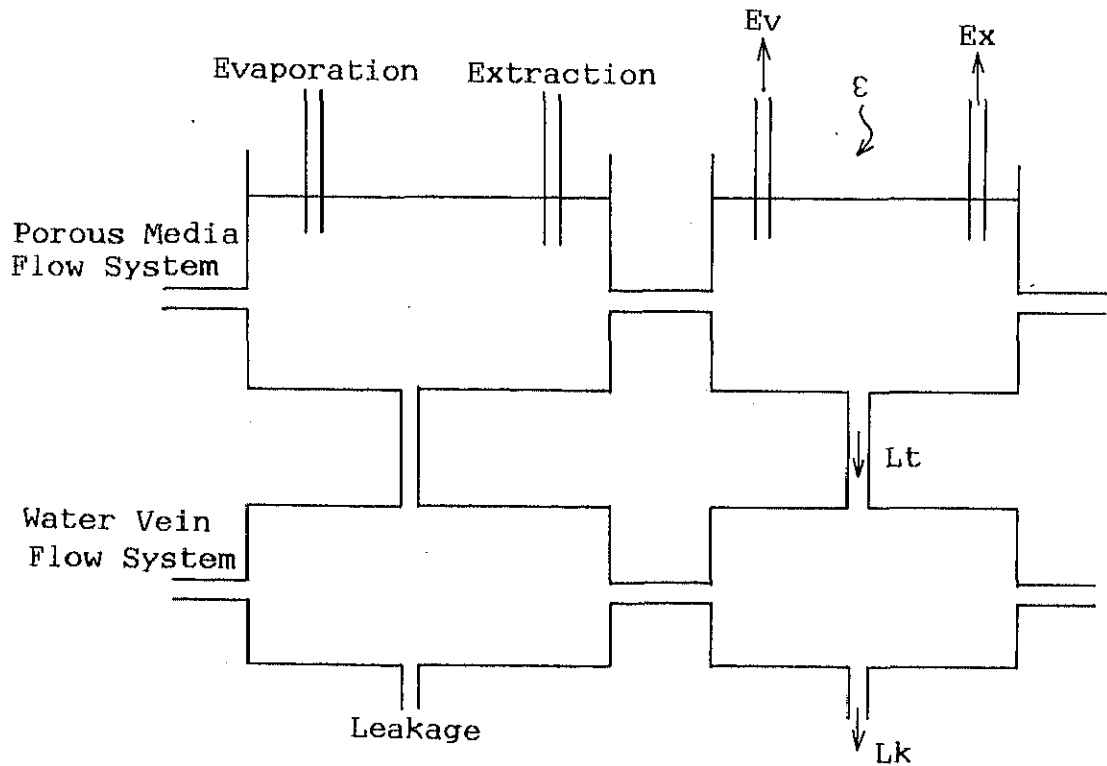 Ev
Ex
Evaporation
Extraction
ε
Porous Media
Flow System
Lt
Water Vein
Flow System
Leakage
Lk